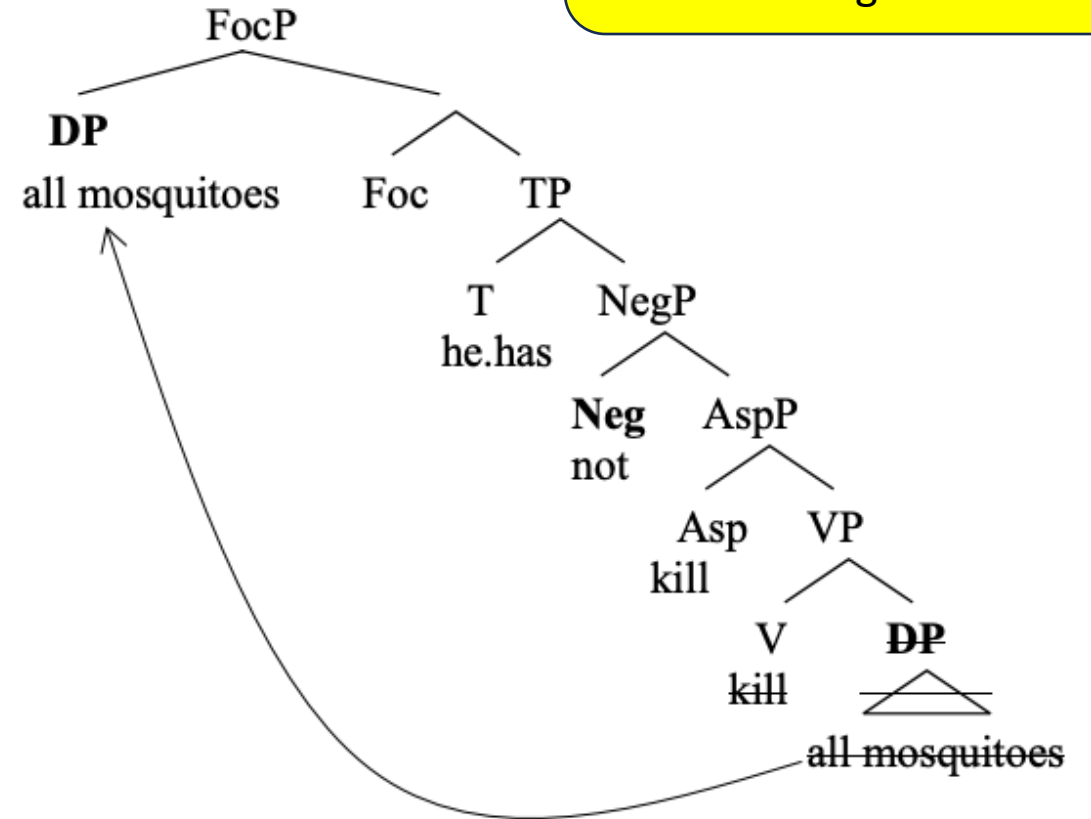 FocP
DP
all mosquitoes
Foc
TP
T
he.has
NegP
Neg
not
AspP
Asp
kill
VP
V
kill
DP
all mosquitoes